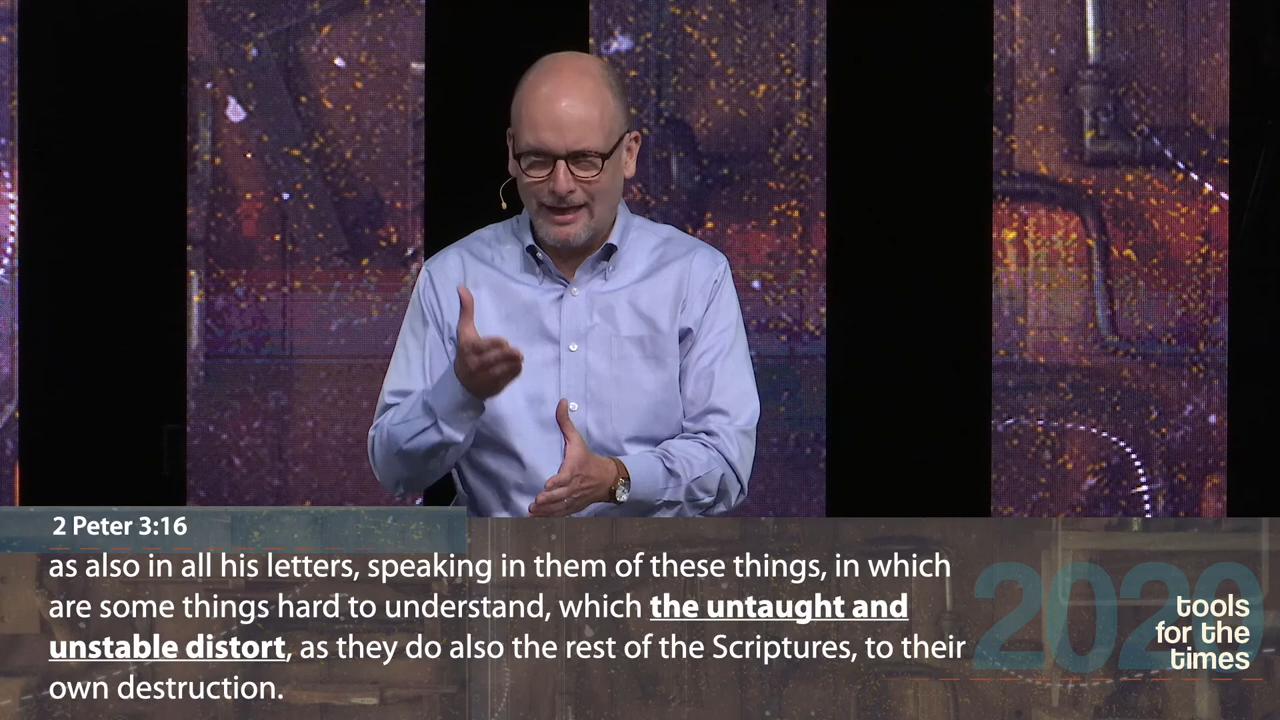 2 Peter 3:16
as also in all his letters, speaking in them of these things, in which
are some things hard to understand, which the untaught and
unstable distort, as they do also the rest of the Scriptures, to their
own destruction.
2020
tools
for the
times